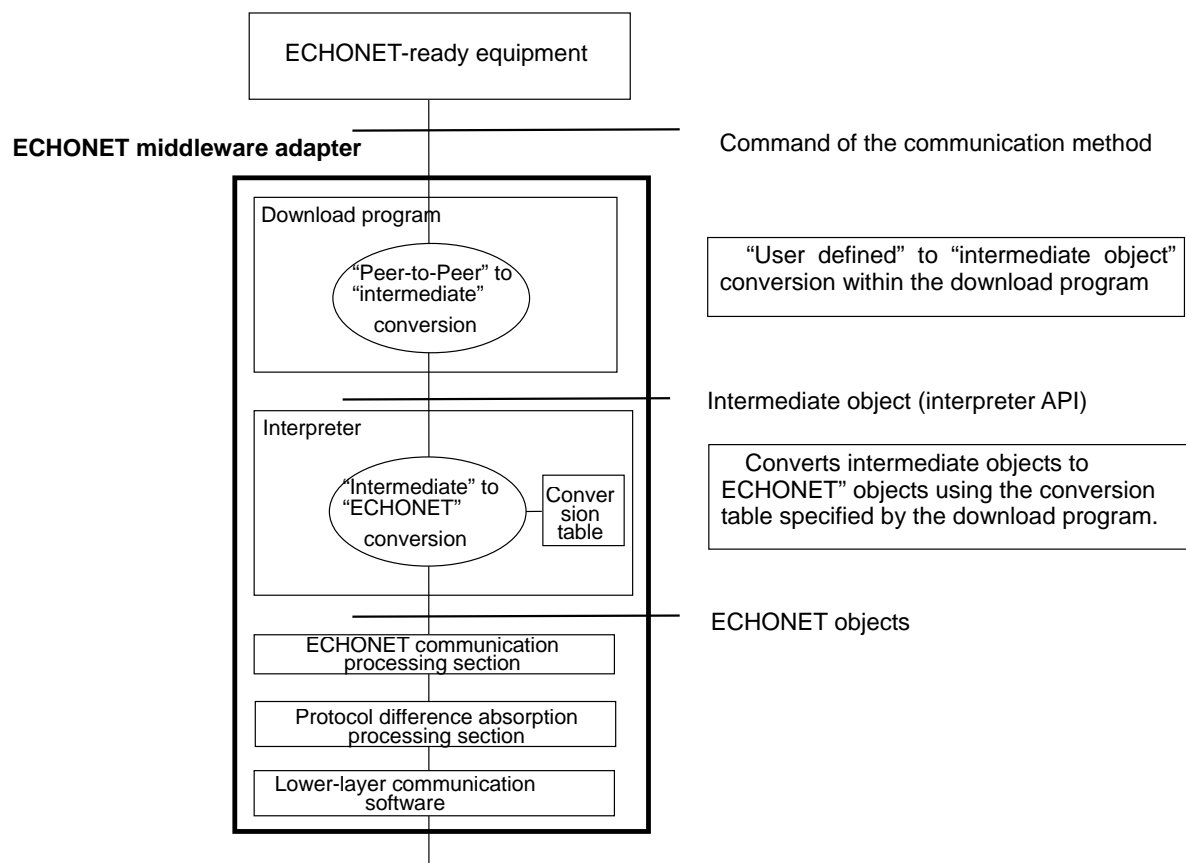 ECHONET-ready equipment
Command of the communication method
ECHONET middleware adapter
Download program
“Peer-to-Peer” to
“intermediate”
conversion
“User defined” to “intermediate object”
conversion within the download program
Intermediate object (interpreter API)
Interpreter
“Intermediate” to
“ECHONET”
conversion
Conver
sion
table
Converts intermediate objects to
ECHONET” objects using the conversion
table specified by the download program.
ECHONET objects
ECHONET communication
processing section
Protocol difference absorption
processing section
Lower-layer communication
software